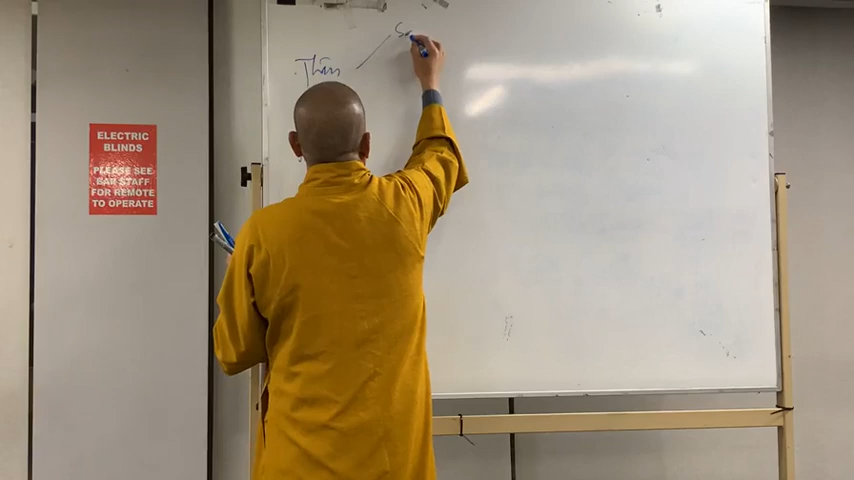 ELECTRIC
BLINDS
PLEASE SEE
BAR STAFF
FOR REMOTE
TO OPERATE
Thân